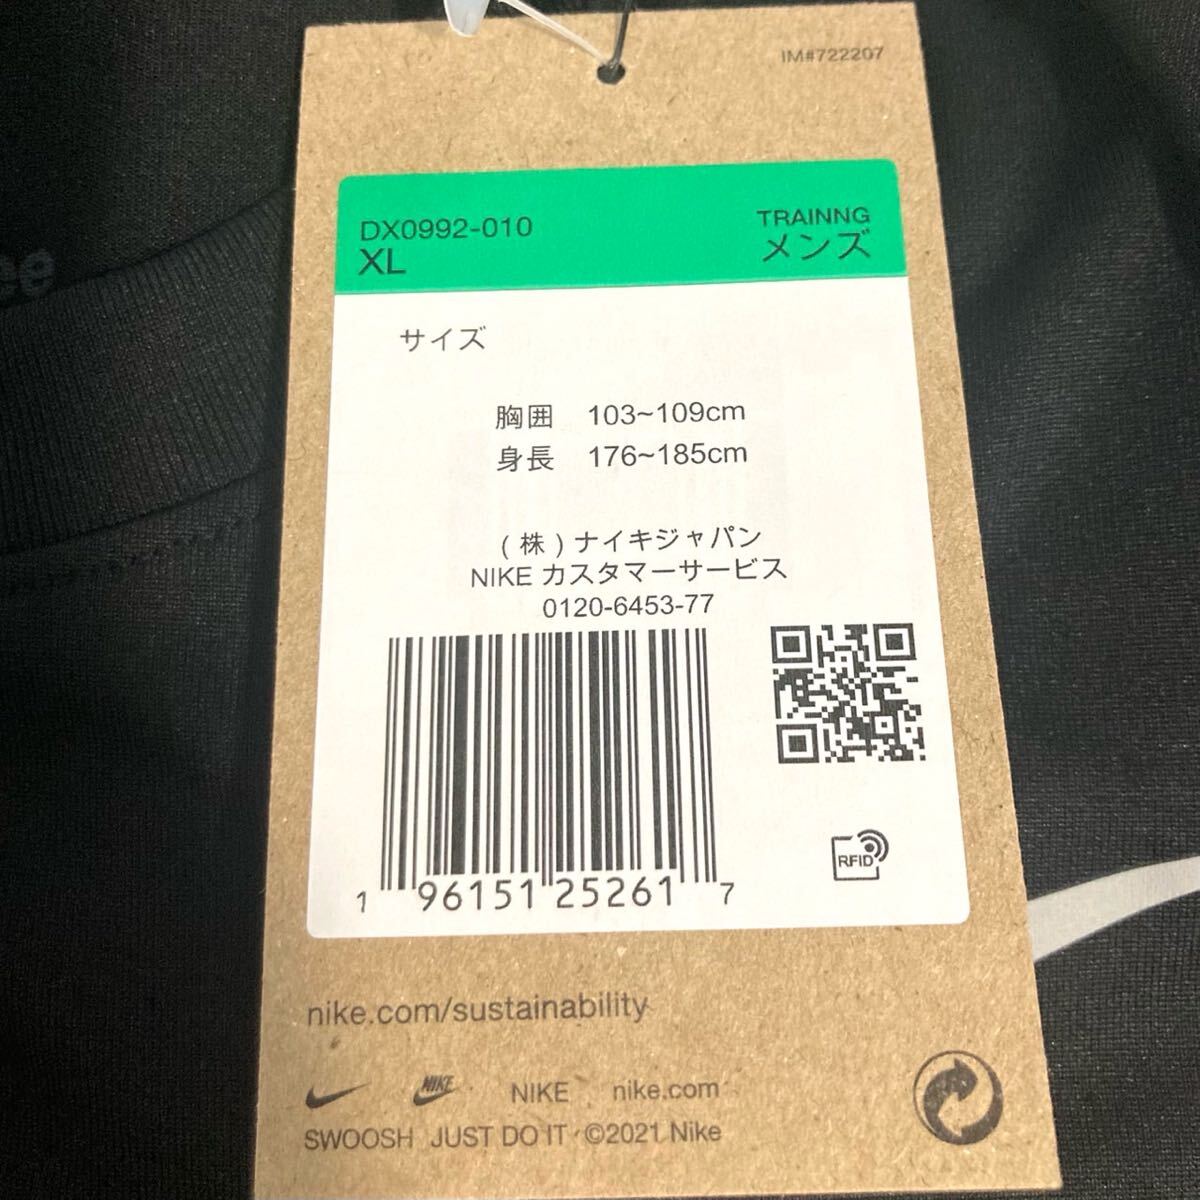 IM#722207
DX0992-010
XL
TRAINNG
メンズ
サイズ
胸囲 103~109cm
身長 176~185cm
(株)ナイキジャパン
NIKE カスタマーサービス
0120-6453-77
1 96151 25261 7
RFID
nike.com/sustainability
NIKE NIKE nike.com
SWOOSH JUST DO IT ©2021 Nike